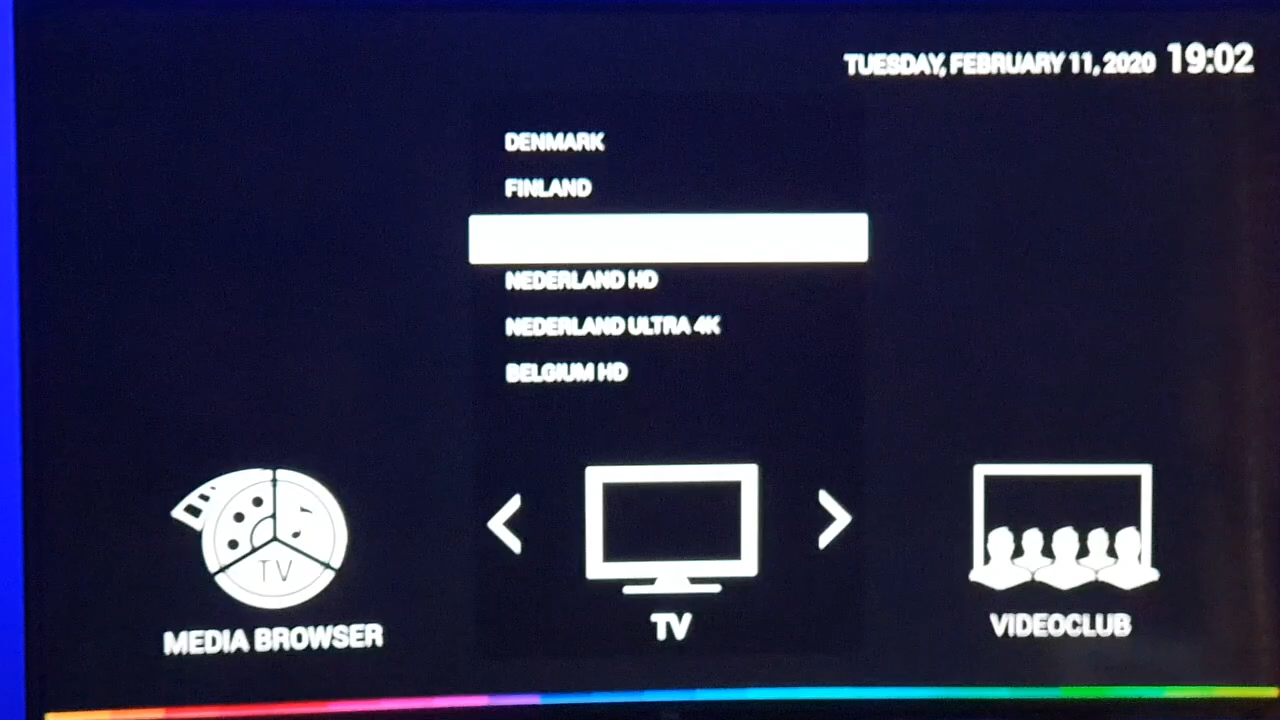 TUESDAY, FEBRUARY 11, 2020 19:02
DENMARK
FINLAND
NEDERLAND HD
NEDERLAND ULTRA 4K
BELGIUM HD
TV
MEDIA BROWSER
TV
VIDEOCLUB